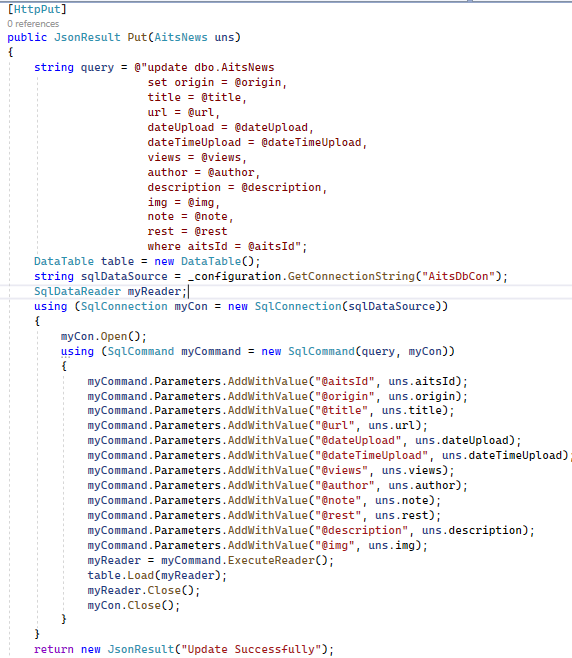 [HttpPut]
0 references
public JsonResult Put(AitsNews uns)
{
string query = @"update dbo.AitsNews
set origin = @origin,
title = @title,
url = @url,
dateUpload = @dateUpload,
dateTimeUpload = @dateTimeUpload,
views = @views,
author = @author,
description = @description,
img = @img,
note = @note,
rest = @rest
where aitsId = @aitsId";
DataTable table = new DataTable();
string sqlDataSource = _configuration.GetConnectionString("AitsDbCon");
SqlDataReader myReader;
using (SqlConnection myCon = new SqlConnection(sqlDataSource))
{
myCon.Open();
using (SqlCommand myCommand = new SqlCommand(query, myCon))
{
myCommand.Parameters.AddWithValue("@aitsId", uns.aitsId);
myCommand.Parameters.AddWithValue("@origin", uns.origin);
myCommand.Parameters.AddWithValue("@title", uns.title);
myCommand.Parameters.AddWithValue("@url", uns.url);
myCommand.Parameters.AddWithValue("@dateUpload", uns.dateUpload);
myCommand.Parameters.AddWithValue("@dateTimeUpload", uns.dateTimeUpload);
myCommand.Parameters.AddWithValue("@views", uns.views);
myCommand.Parameters.AddWithValue("@author", uns.author);
myCommand.Parameters.AddWithValue("@note", uns.note);
myCommand.Parameters.AddWithValue("@rest", uns.rest);
myCommand.Parameters.AddWithValue("@description", uns.description);
myCommand.Parameters.AddWithValue("@img", uns.img);
myReader = myCommand.ExecuteReader();
table.Load(myReader);
myReader.Close();
myCon.Close();
}
}
return new JsonResult("Update Successfully");